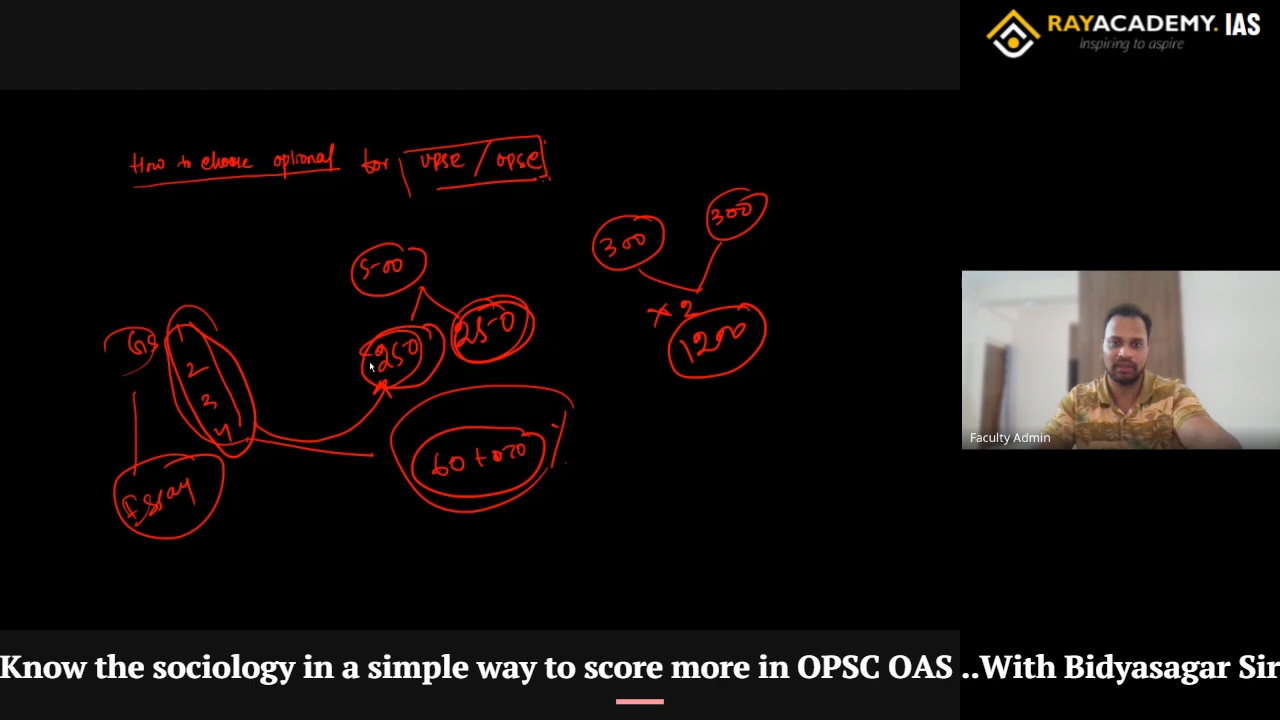 RAYACADEMY. IAS
Inspiring to aspire
How to choose optional for UPSC / OPSC
300
300
500
×2
1200
GS
1
250
250
2
3
4
60 +
Essay
Faculty Admin
Know the sociology in a simple way to score more in OPSC OAS ..With Bidyasagar Sir